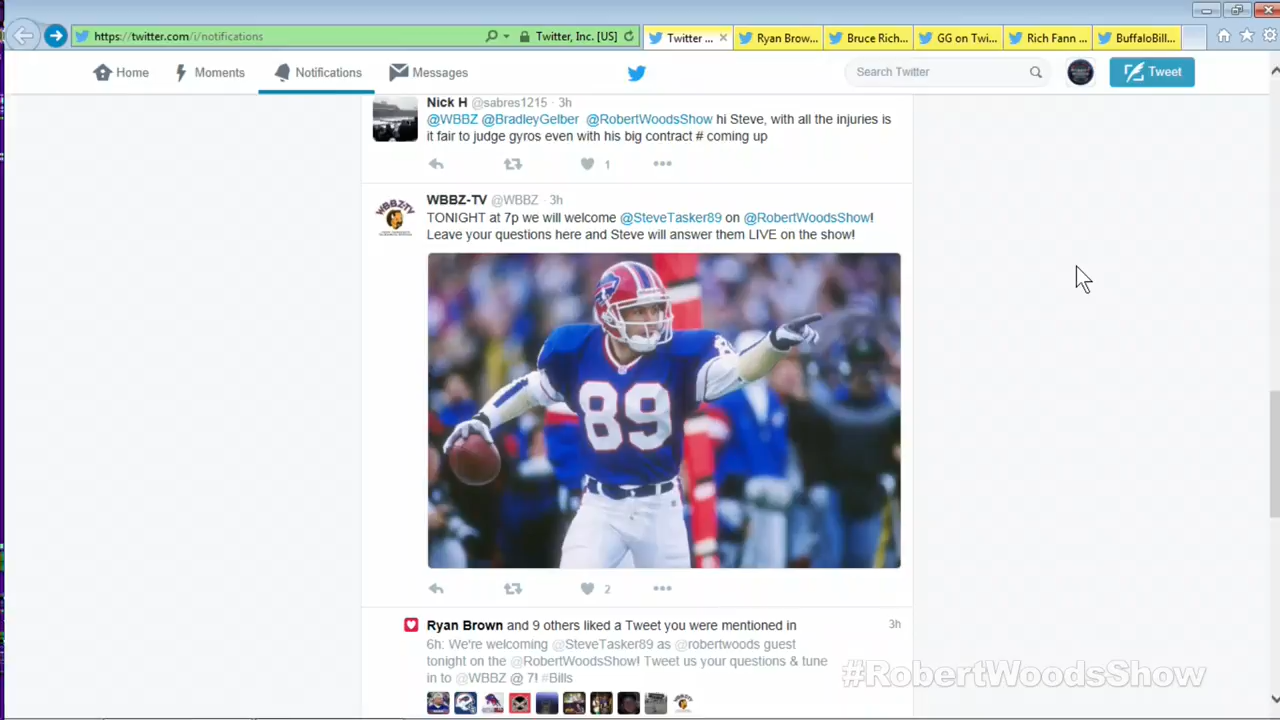 https://twitter.com/i/notifications
Twitter, Inc. [US]
Twitter ...
Ryan Brow...
Bruce Rich...
GG on Twi...
Rich Fann ...
BuffaloBill...
Home
Moments
Notifications
Messages
Search Twitter
Tweet
Nick H @sabres1215 · 3h
@WBBZ @BradleyGelber @RobertWoodsShow hi Steve, with all the injuries is
it fair to judge gyros even with his big contract # coming up
1
WBBZ-TV
WBBZ-TV @WBBZ · 3h
TONIGHT at 7p we will welcome @SteveTasker89 on @RobertWoodsShow!
Leave your questions here and Steve will answer them LIVE on the show!
89
2
Ryan Brown and 9 others liked a Tweet you were mentioned in
3h
6h: We're welcoming @SteveTasker89 as @robertwoods guest
tonight on the @RobertWoodsShow! Tweet us your questions & tune
in to @WBBZ @ 7! #Bills
#RobertWoodsShow